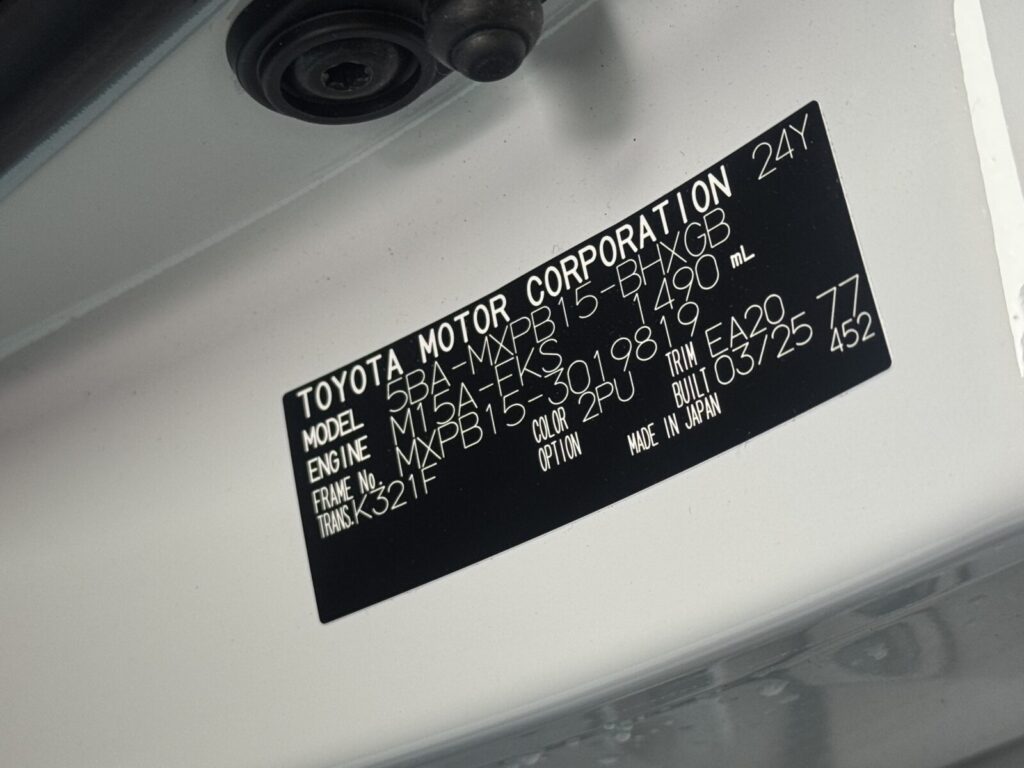 TOYOTA MOTOR CORPORATION 24Y
MODEL 5BA-MXPB15-BHXGB
ENGINE M15A-FKS 1490 mL
FRAME No. MXPB15-3019819
TRANS. K321F COLOR 2PU TRIM EA20 77
OPTION BUILT 03/25 452
MADE IN JAPAN